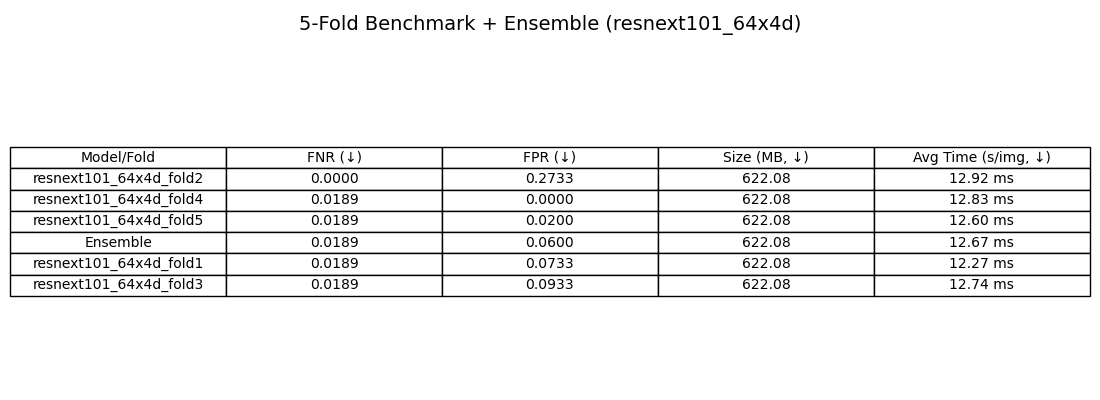 5-Fold Benchmark + Ensemble (resnext101_64x4d)
Model/Fold FNR (↓) FPR (↓) Size (MB, ↓) Avg Time (s/img, ↓)
resnext101_64x4d_fold2 0.0000 0.2733 622.08 12.92 ms
resnext101_64x4d_fold4 0.0189 0.0000 622.08 12.83 ms
resnext101_64x4d_fold5 0.0189 0.0200 622.08 12.60 ms
Ensemble 0.0189 0.0600 622.08 12.67 ms
resnext101_64x4d_fold1 0.0189 0.0733 622.08 12.27 ms
resnext101_64x4d_fold3 0.0189 0.0933 622.08 12.74 ms